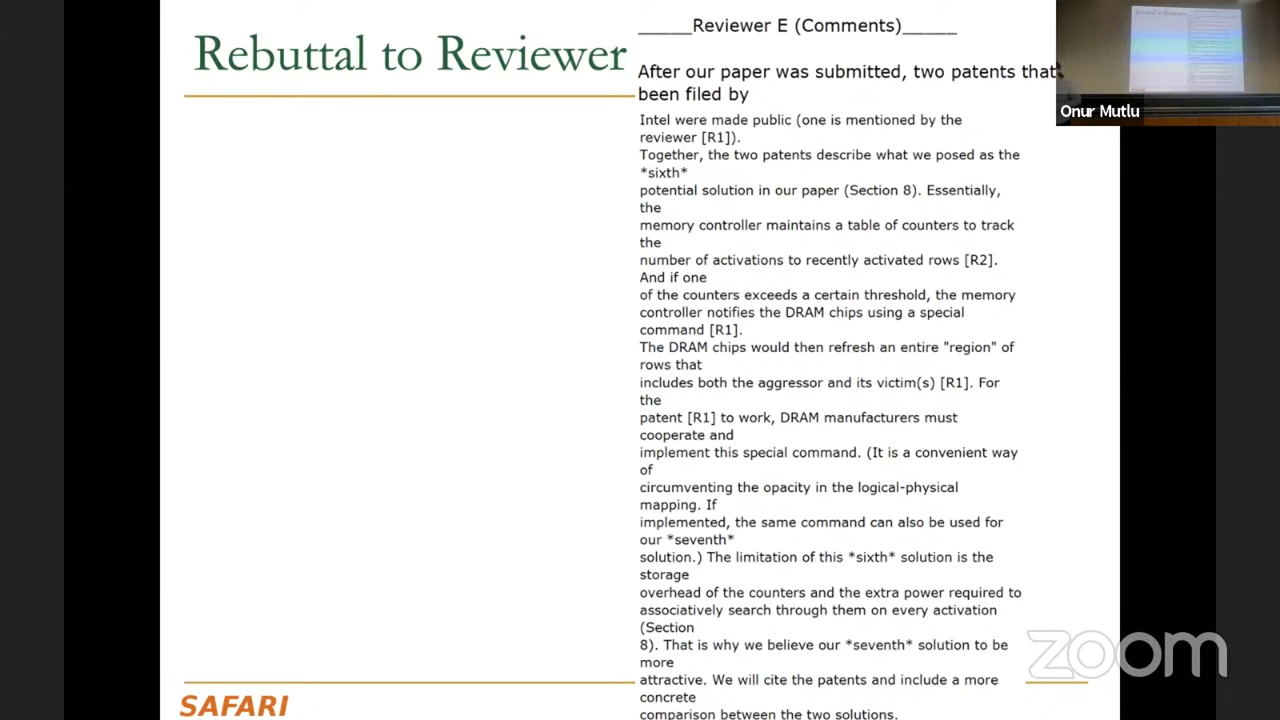 Rebuttal to Reviewer
_____Reviewer E (Comments)_____
After our paper was submitted, two patents that
been filed by
Intel were made public (one is mentioned by the
reviewer [R1]).
Together, the two patents describe what we posed as the
*sixth*
potential solution in our paper (Section 8). Essentially,
the
memory controller maintains a table of counters to track
the
number of activations to recently activated rows [R2].
And if one
of the counters exceeds a certain threshold, the memory
controller notifies the DRAM chips using a special
command [R1].
The DRAM chips would then refresh an entire "region" of
rows that
includes both the aggressor and its victim(s) [R1]. For
the
patent [R1] to work, DRAM manufacturers must
cooperate and
implement this special command. (It is a convenient way
of
circumventing the opacity in the logical-physical
mapping. If
implemented, the same command can also be used for
our *seventh*
solution.) The limitation of this *sixth* solution is the
storage
overhead of the counters and the extra power required to
associatively search through them on every activation
(Section
8). That is why we believe our *seventh* solution to be
more
attractive. We will cite the patents and include a more
concrete
comparison between the two solutions.
SAFARI
Onur Mutlu
zoom